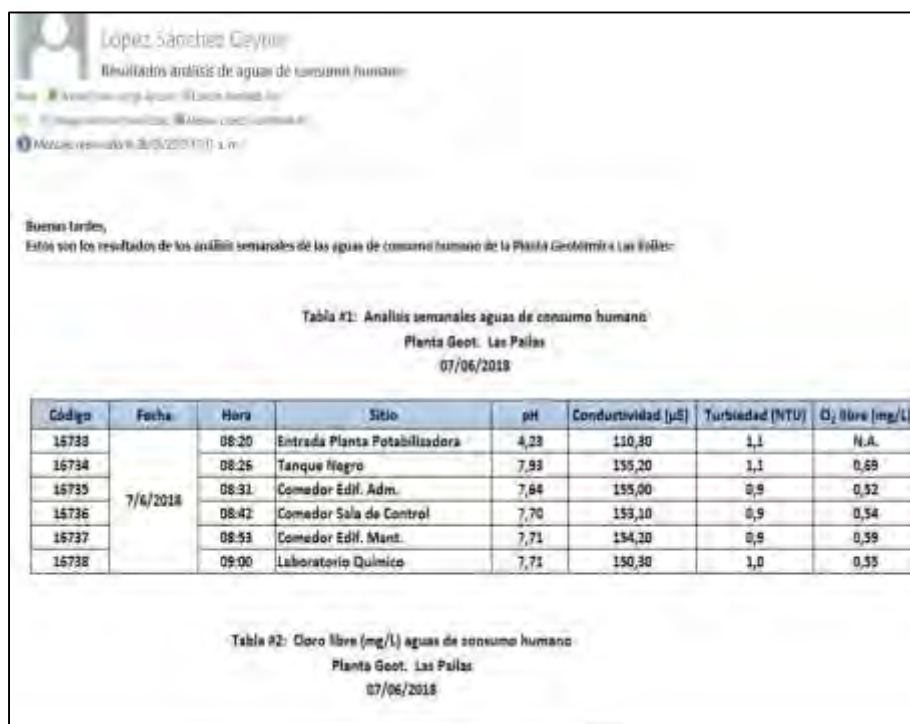 López Sánchez
Resultados análisis de aguas de consumo humano
Buenas tardes,
Estos son los resultados de los análisis semanales de las aguas de consumo humano de la Planta Geotérmica Las Pailas:
Tabla #1: Analisis semanales aguas de consumo humano
Planta Geot. Las Pailas
07/06/2018
Código Fecha Hora Sitio pH Conductividad (µS) Turbiedad (NTU) Cl₂ libre (mg/L)
16733 08:20 Entrada Planta Potabilizadora 4,23 110,30 1,1 N.A.
16734 08:26 Tanque Negro 7,93 155,20 1,1 0,69
16735 7/6/2018 08:31 Comedor Edif. Adm. 7,64 155,00 0,9 0,52
16736 08:42 Comedor Sala de Control 7,70 153,10 0,9 0,54
16737 08:53 Comedor Edif. Mant. 7,71 154,20 0,9 0,59
16738 09:00 Laboratorio Químico 7,71 150,30 1,0 0,55
Tabla #2: Cloro libre (mg/L) aguas de consumo humano
Planta Geot. Las Pailas
07/06/2018